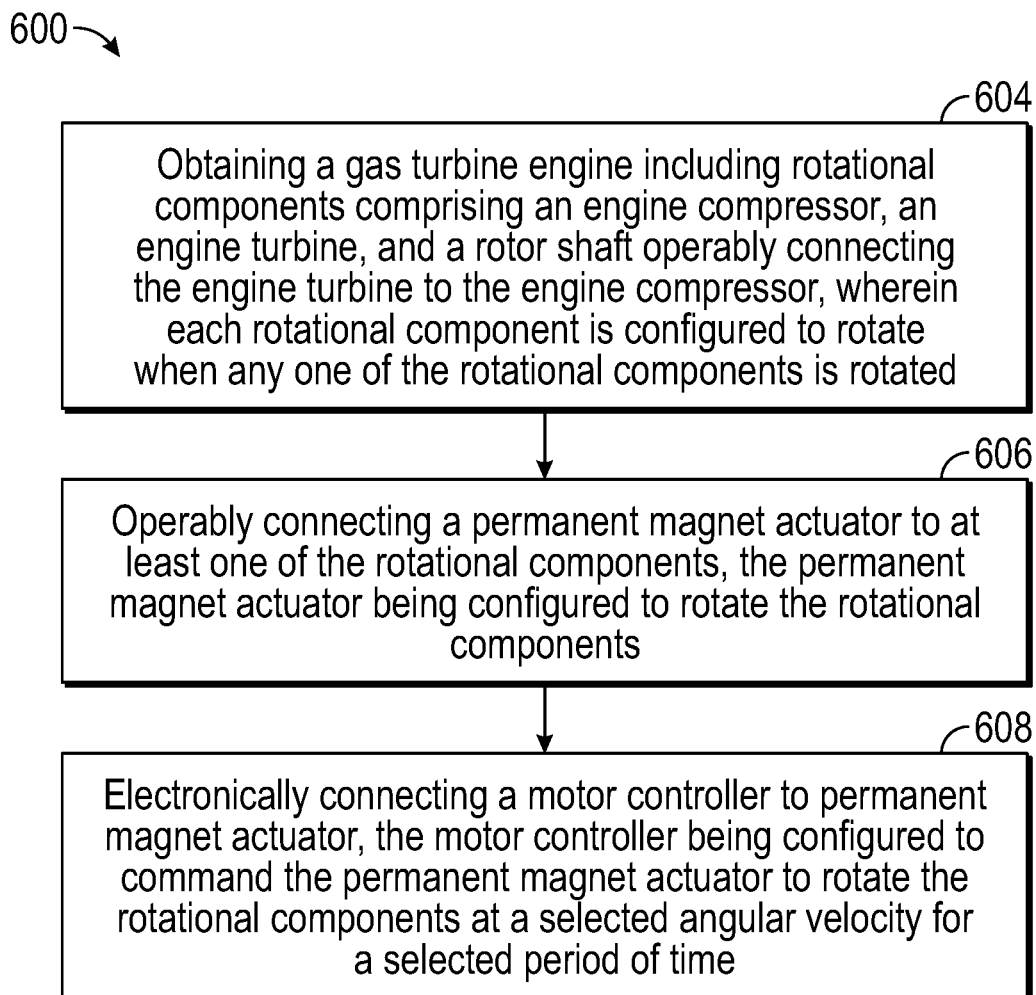 600
604
Obtaining a gas turbine engine including rotational
components comprising an engine compressor, an
engine turbine, and a rotor shaft operably connecting
the engine turbine to the engine compressor, wherein
each rotational component is configured to rotate
when any one of the rotational components is rotated
606
Operably connecting a permanent magnet actuator to at
least one of the rotational components, the permanent
magnet actuator being configured to rotate the rotational
components
608
Electronically connecting a motor controller to permanent
magnet actuator, the motor controller being configured to
command the permanent magnet actuator to rotate the
rotational components at a selected angular velocity for
a selected period of time